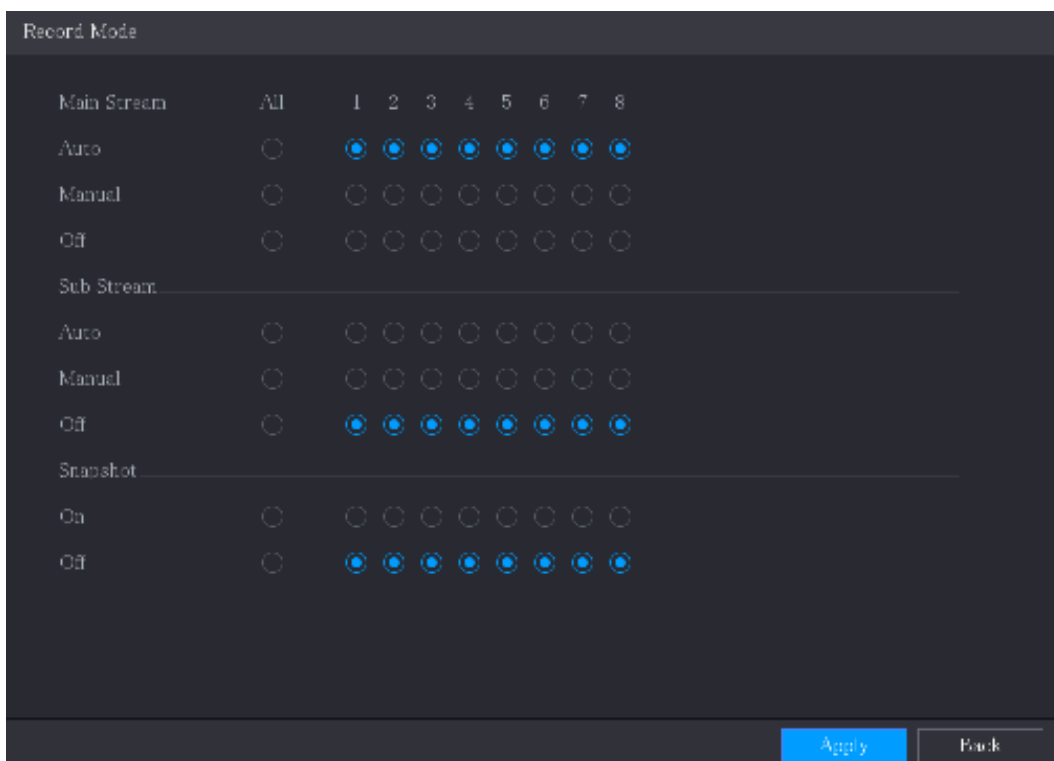 Record Mode
Main Stream All 1 2 3 4 5 6 7 8
Auto
Manual
Off
Sub Stream
Auto
Manual
Off
Snapshot
On
Off
Apply Back